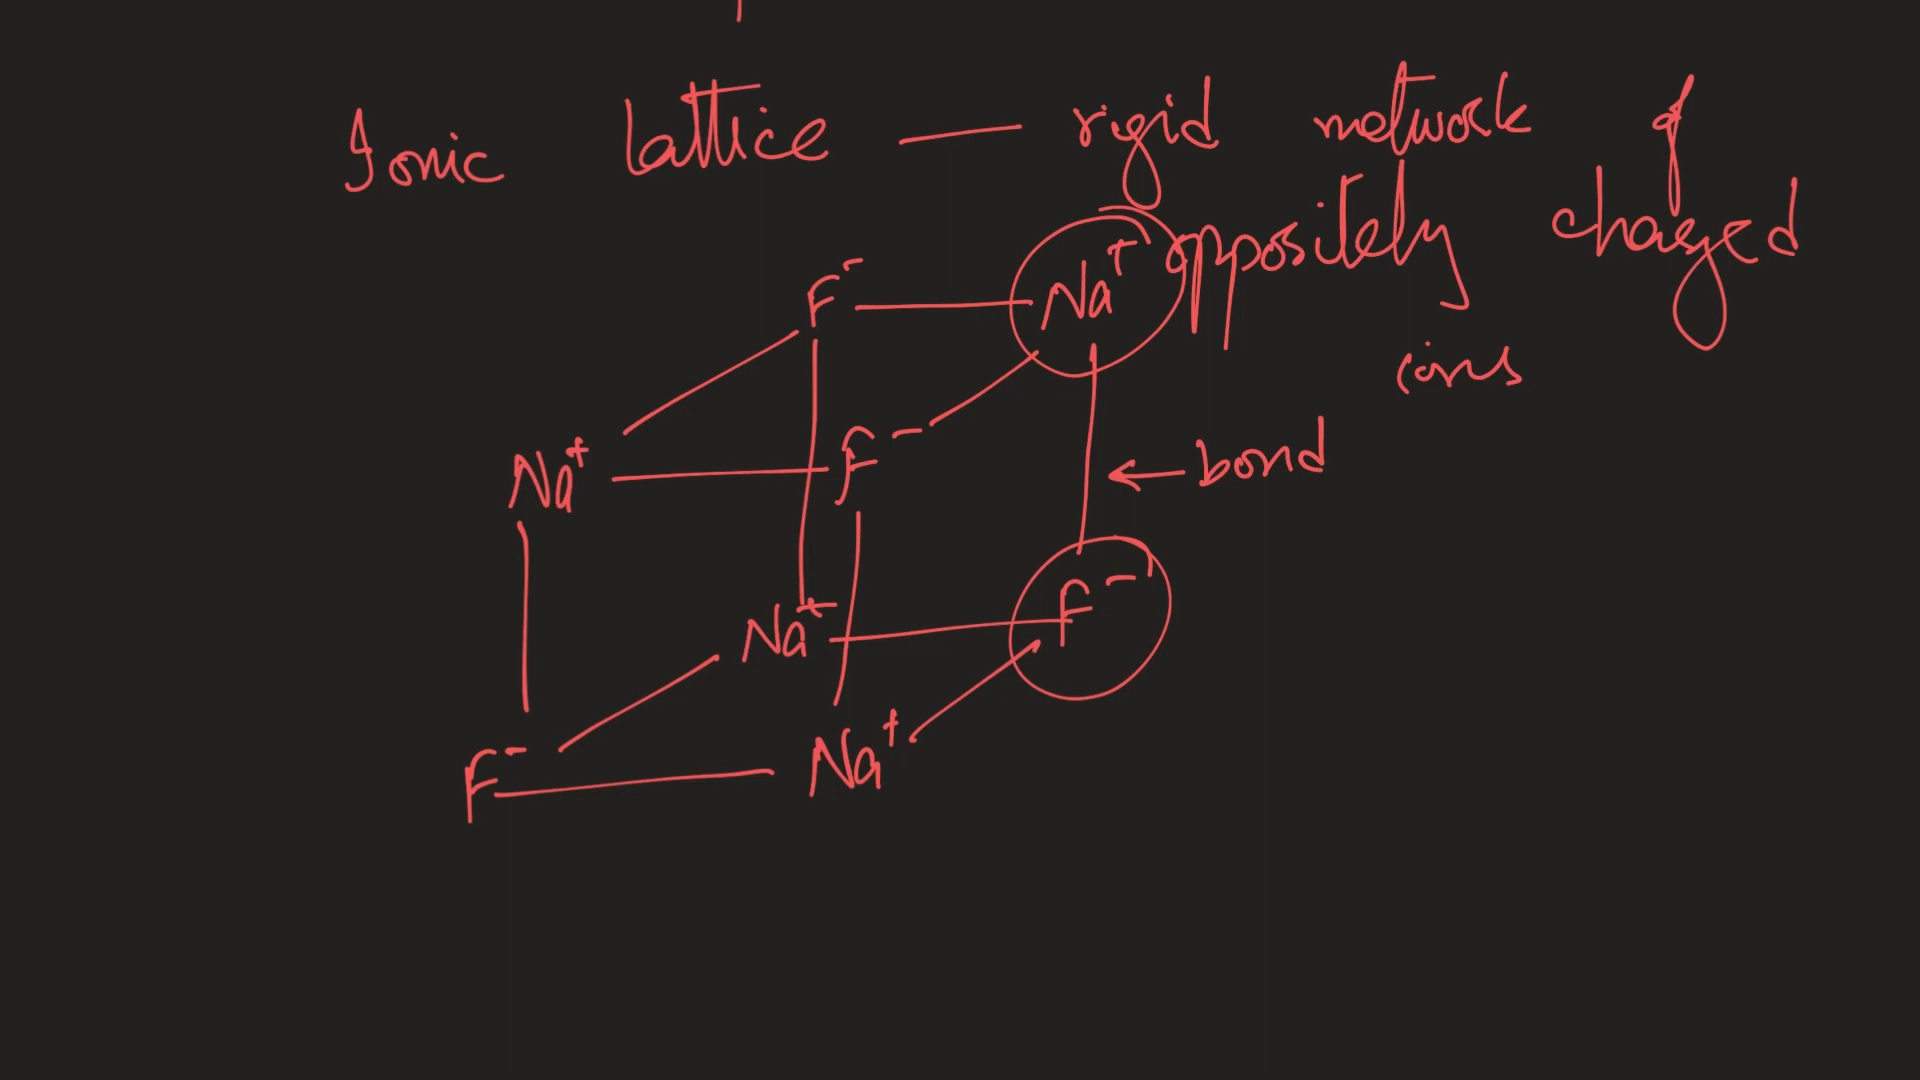 Ionic lattice — rigid network of
oppositely charged
ions
F⁻ Na⁺
Na⁺ F⁻
← bond
Na⁺ F⁻
F⁻ Na⁺